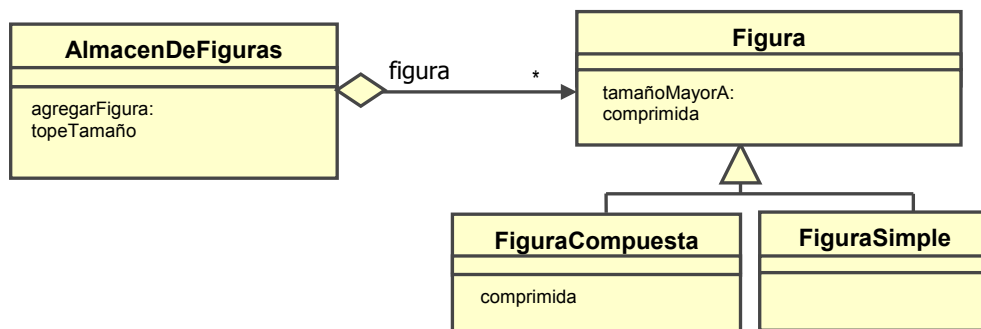 AlmacenDeFiguras
agregarFigura:
topeTamaño
figura
*
Figura
tamañoMayorA:
comprimida
FiguraCompuesta
comprimida
FiguraSimple